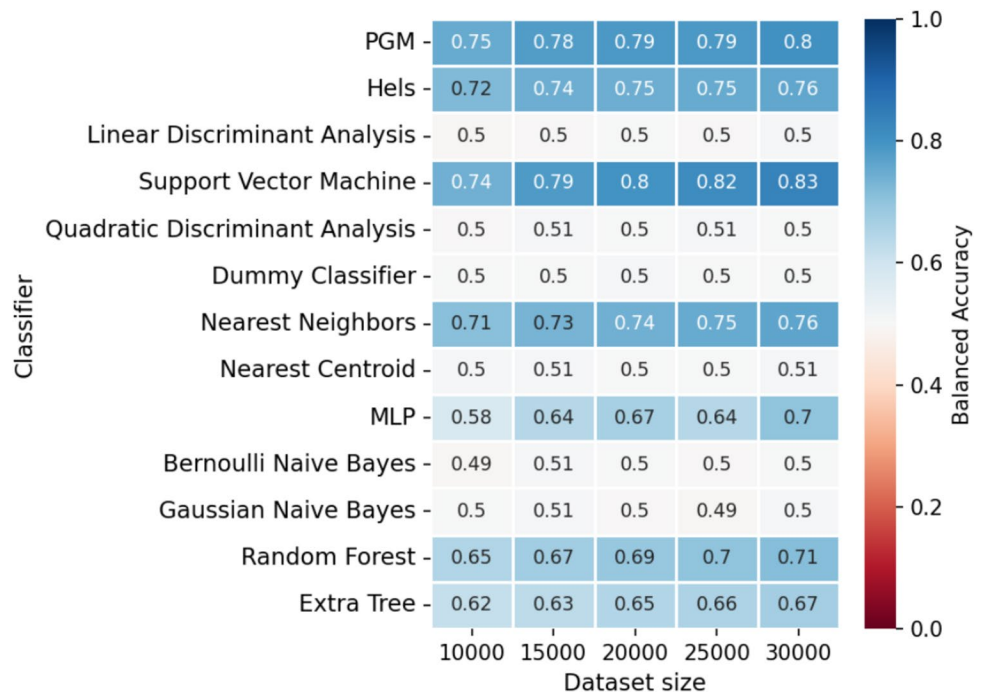 PGM 0.75 0.78 0.79 0.79 0.8
Hels 0.72 0.74 0.75 0.75 0.76
Linear Discriminant Analysis 0.5 0.5 0.5 0.5 0.5
Support Vector Machine 0.74 0.79 0.8 0.82 0.83
Quadratic Discriminant Analysis 0.5 0.51 0.5 0.51 0.5
Dummy Classifier 0.5 0.5 0.5 0.5 0.5
Nearest Neighbors 0.71 0.73 0.74 0.75 0.76
Nearest Centroid 0.5 0.51 0.5 0.5 0.51
MLP 0.58 0.64 0.67 0.64 0.7
Bernoulli Naive Bayes 0.49 0.51 0.5 0.5 0.5
Gaussian Naive Bayes 0.5 0.51 0.5 0.49 0.5
Random Forest 0.65 0.67 0.69 0.7 0.71
Extra Tree 0.62 0.63 0.65 0.66 0.67
10000 15000 20000 25000 30000
Dataset size
Classifier
1.0
0.8
0.6
0.4
0.2
0.0
Balanced Accuracy